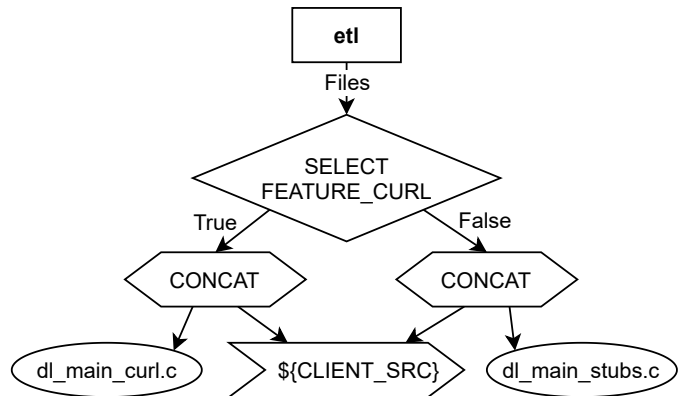 etl
Files
SELECT
FEATURE_CURL
True
False
CONCAT
CONCAT
dl_main_curl.c
${CLIENT_SRC}
dl_main_stubs.c